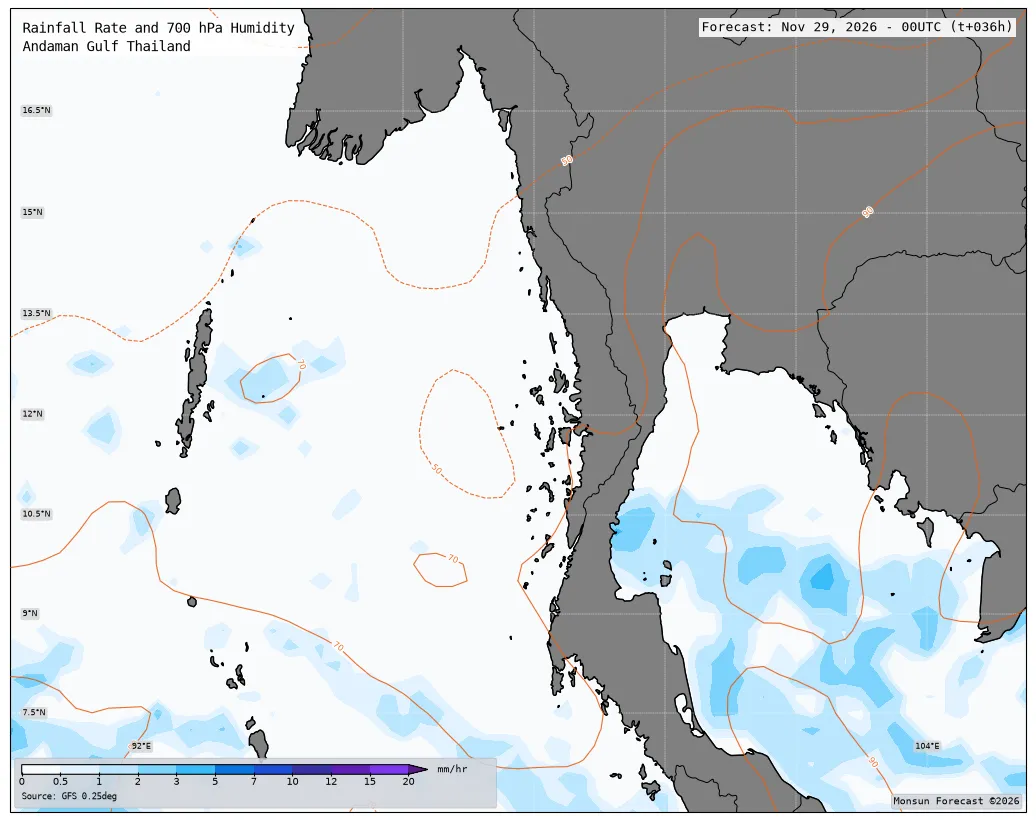 Rainfall Rate and 700 hPa Humidity
Andaman Gulf Thailand
Forecast: Nov 29, 2026 - 00UTC (t+036h)
16.5°N
50
15°N
90
13.5°N
70
12°N
50
10.5°N
70
9°N
70
7.5°N
92°E
104°E
90
0 0.5 1 2 3 5 7 10 12 15 20 mm/hr
Source: GFS 0.25deg
Monsun Forecast ©2026